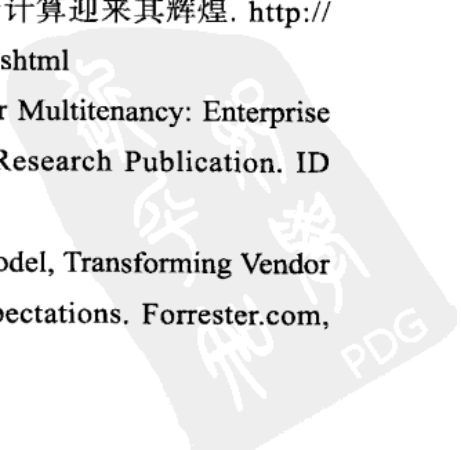 计算迎来其辉煌. http://
shtml
r Multitenancy: Enterprise
Research Publication. ID
odel, Transforming Vendor
pectations. Forrester.com,
PDG